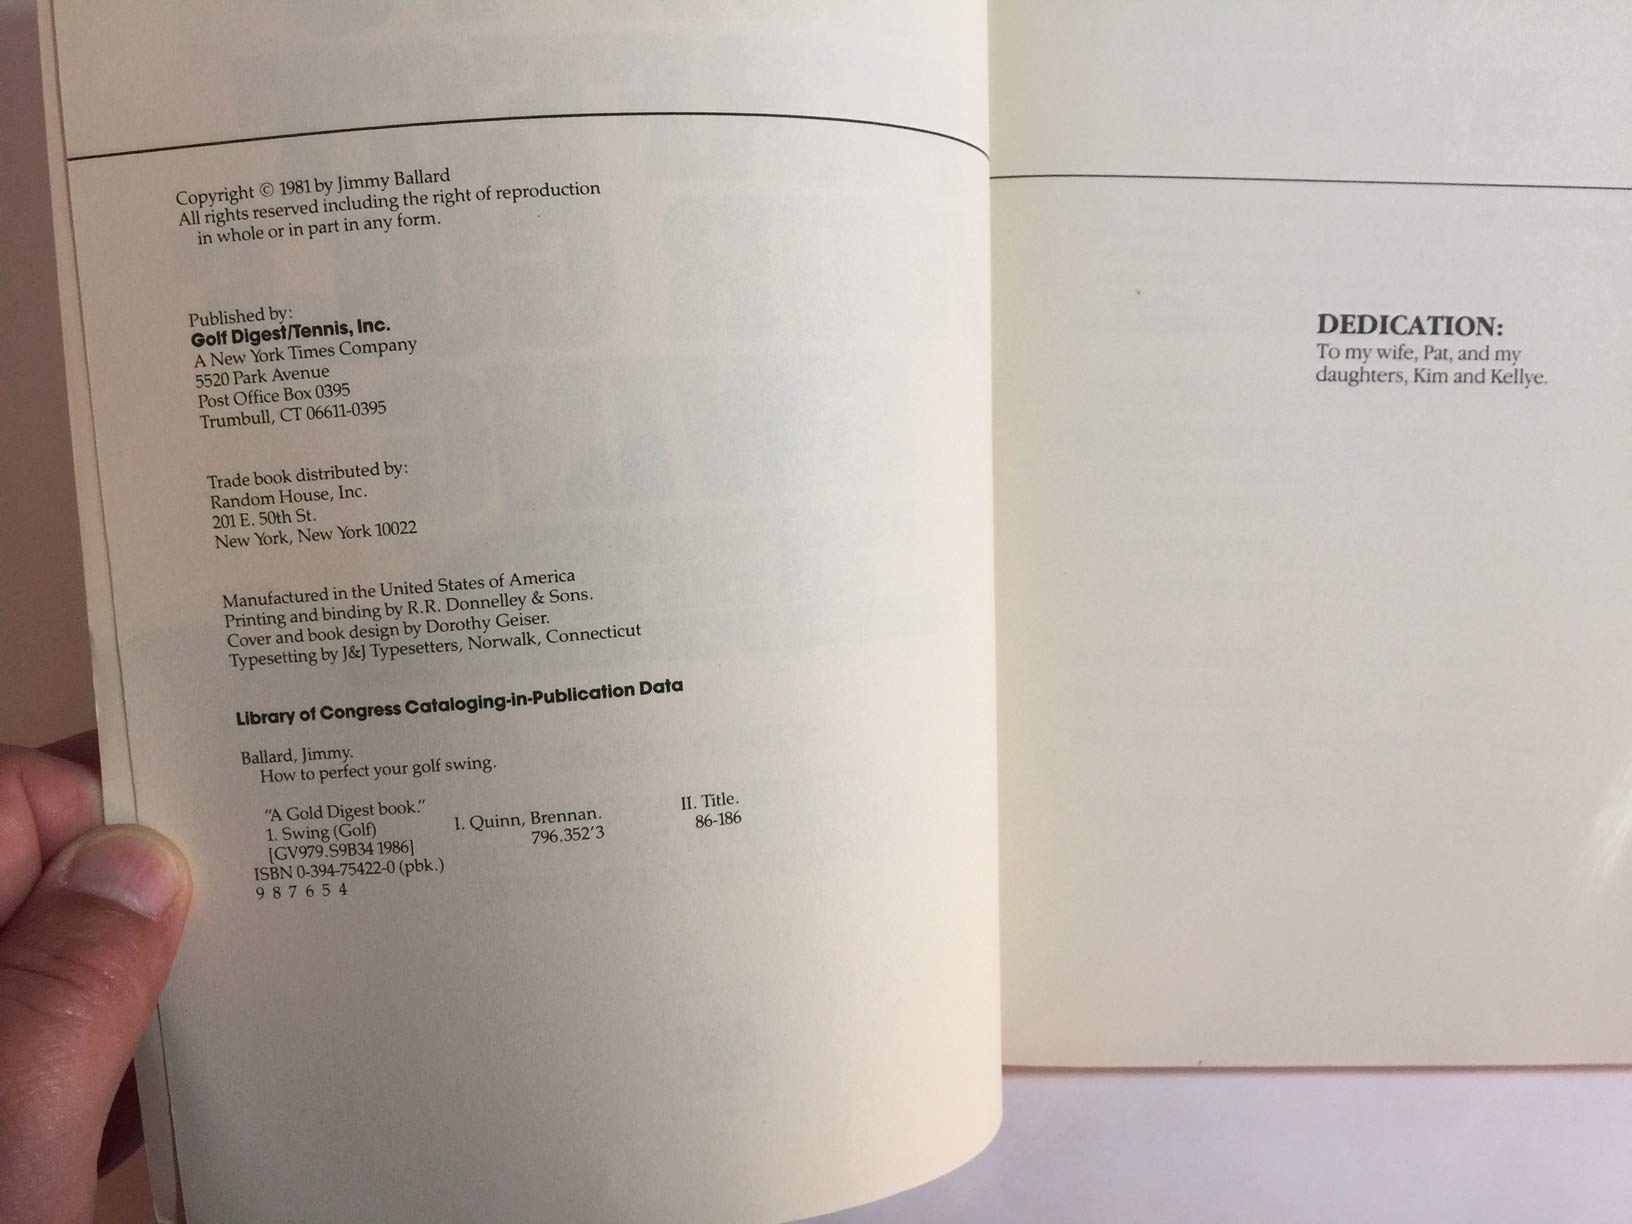 Copyright © 1981 by Jimmy Ballard
All rights reserved including the right of reproduction
in whole or in part in any form.
Published by:
Golf Digest/Tennis, Inc.
A New York Times Company
5520 Park Avenue
Post Office Box 0395
Trumbull, CT 06611-0395
Trade book distributed by:
Random House, Inc.
201 E. 50th St.
New York, New York 10022
Manufactured in the United States of America
Printing and binding by R.R. Donnelley & Sons.
Cover and book design by Dorothy Geiser.
Typesetting by J&J Typesetters, Norwalk, Connecticut
Library of Congress Cataloging-in-Publication Data
Ballard, Jimmy.
How to perfect your golf swing.
"A Gold Digest book."
1. Swing (Golf) I. Quinn, Brennan. II. Title.
[GV979.S9B34 1986] 796.352'3 86-186
ISBN 0-394-75422-0 (pbk.)
9 8 7 6 5 4
DEDICATION:
To my wife, Pat, and my
daughters, Kim and Kellye.